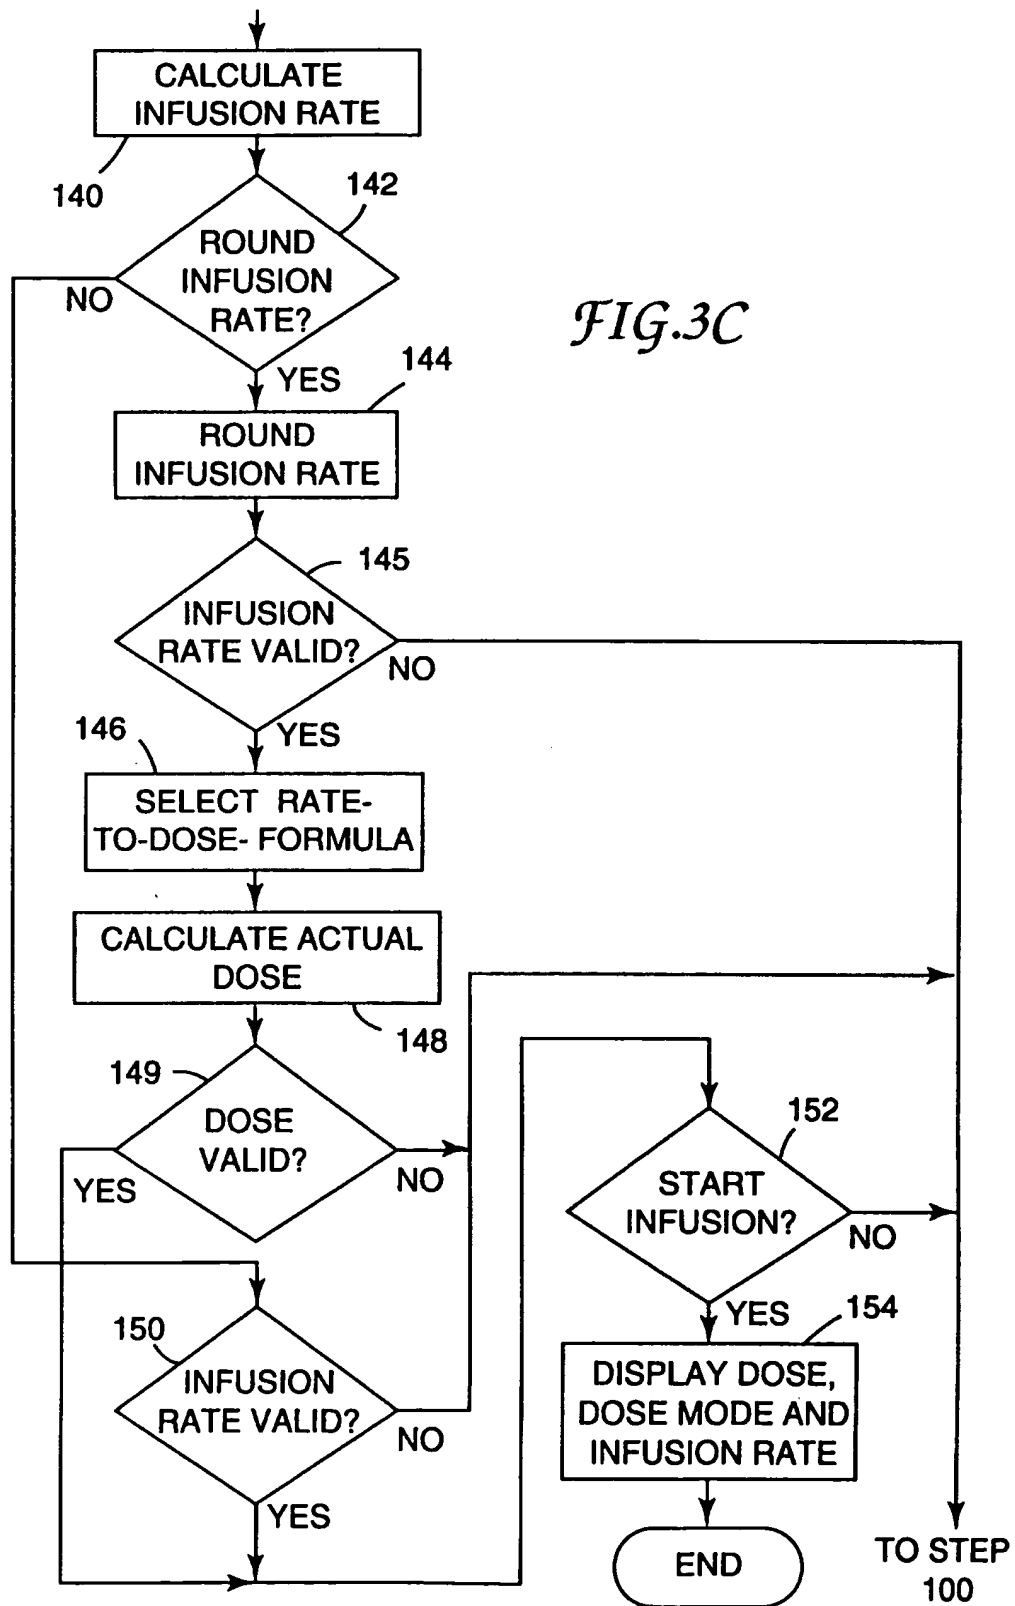 CALCULATE
INFUSION RATE
140
142
ROUND
INFUSION
RATE?
NO
FIG.3C
YES
144
ROUND
INFUSION RATE
145
INFUSION
RATE VALID?
NO
YES
146
SELECT RATE-
TO-DOSE- FORMULA
CALCULATE ACTUAL
DOSE
148
149
DOSE
VALID?
YES
NO
152
START
INFUSION?
NO
YES
154
150
INFUSION
RATE VALID?
NO
YES
DISPLAY DOSE,
DOSE MODE AND
INFUSION RATE
END
TO STEP
100